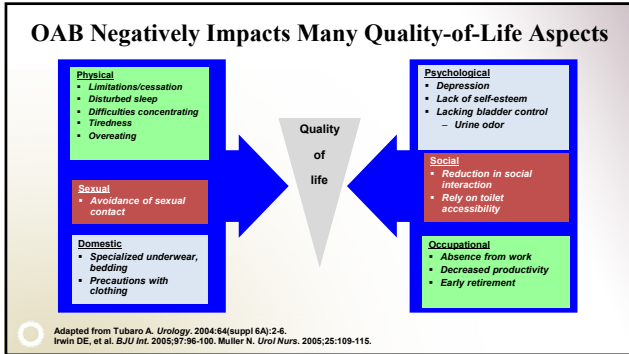 OAB Negatively Impacts Many Quality-of-Life Aspects
Physical
▪ Limitations/cessation
▪ Disturbed sleep
▪ Difficulties concentrating
▪ Tiredness
▪ Overeating
Sexual
▪ Avoidance of sexual
contact
Domestic
▪ Specialized underwear,
bedding
▪ Precautions with
clothing
Quality
of
life
Psychological
▪ Depression
▪ Lack of self-esteem
▪ Lacking bladder control
– Urine odor
Social
▪ Reduction in social
interaction
▪ Rely on toilet
accessibility
Occupational
▪ Absence from work
▪ Decreased productivity
▪ Early retirement
Adapted from Tubaro A. Urology. 2004:64(suppl 6A):2-6.
Irwin DE, et al. BJU Int. 2005;97:96-100. Muller N. Urol Nurs. 2005;25:109-115.